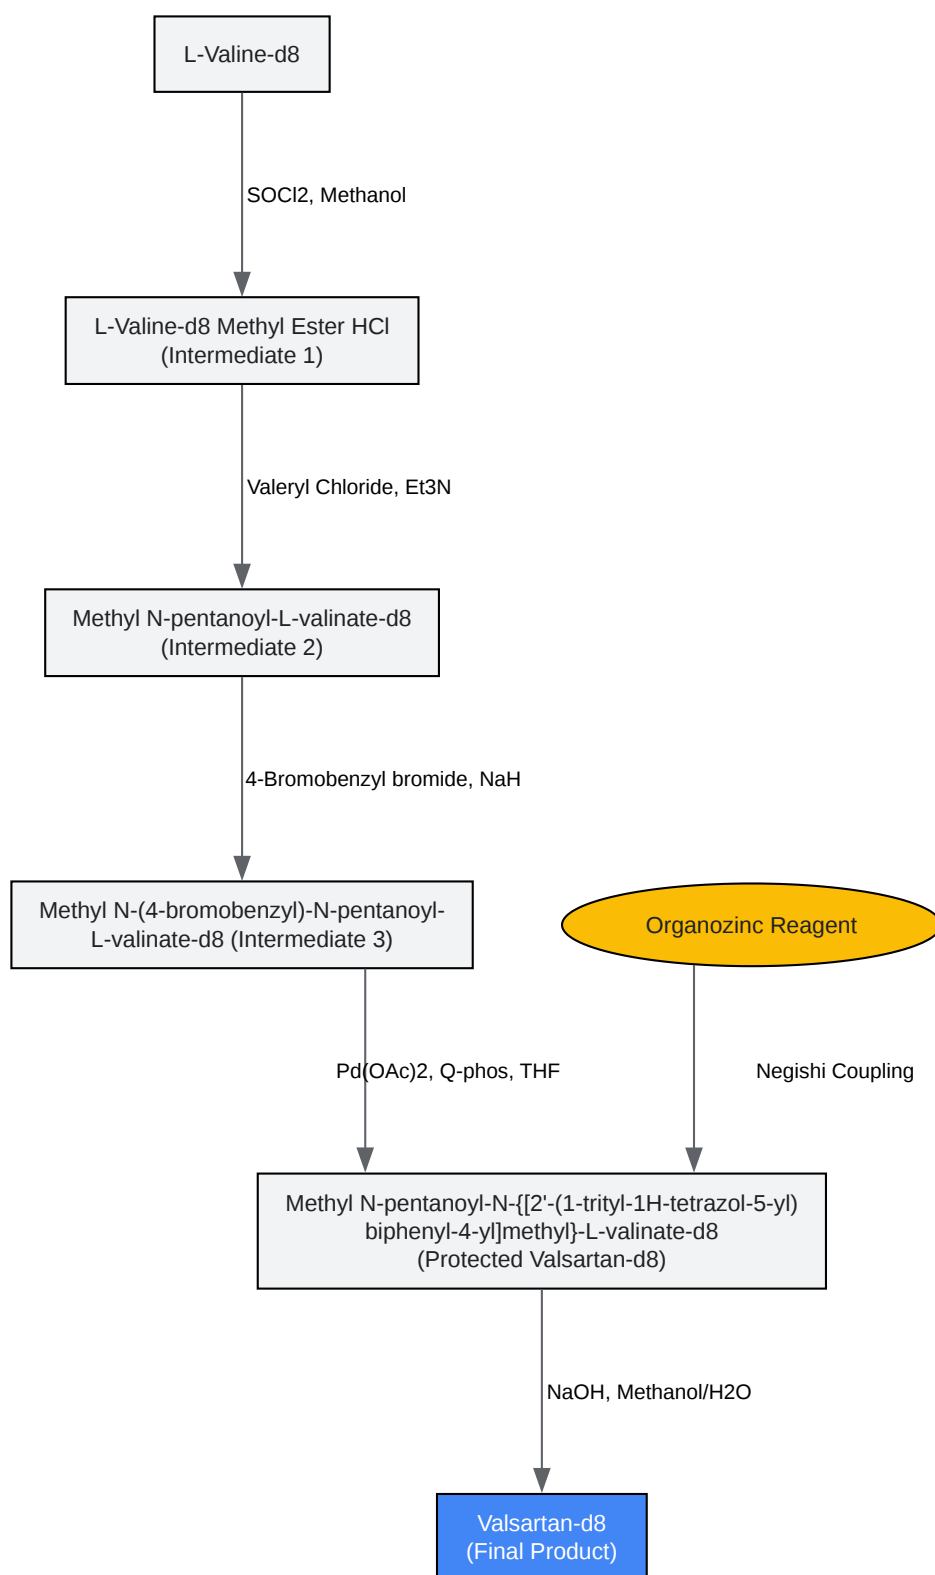 L-Valine-d8
SOCl2, Methanol
L-Valine-d8 Methyl Ester HCl
(Intermediate 1)
Valeryl Chloride, Et3N
Methyl N-pentanoyl-L-valinate-d8
(Intermediate 2)
4-Bromobenzyl bromide, NaH
Methyl N-(4-bromobenzyl)-N-pentanoyl-
L-valinate-d8 (Intermediate 3)
Organozinc Reagent
Pd(OAc)2, Q-phos, THF
Negishi Coupling
Methyl N-pentanoyl-N-{[2'-(1-trityl-1H-tetrazol-5-yl)
biphenyl-4-yl]methyl}-L-valinate-d8
(Protected Valsartan-d8)
NaOH, Methanol/H2O
Valsartan-d8
(Final Product)